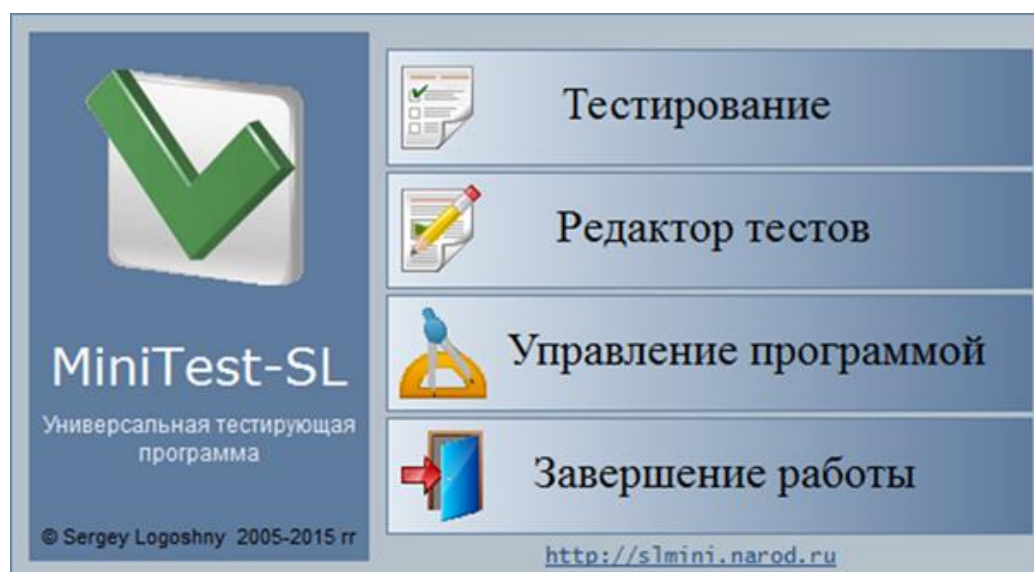 MiniTest-SL
Универсальная тестирующая
программа
© Sergey Logoshny 2005-2015 гг
Тестирование
Редактор тестов
Управление программой
Завершение работы
http://slmini.narod.ru